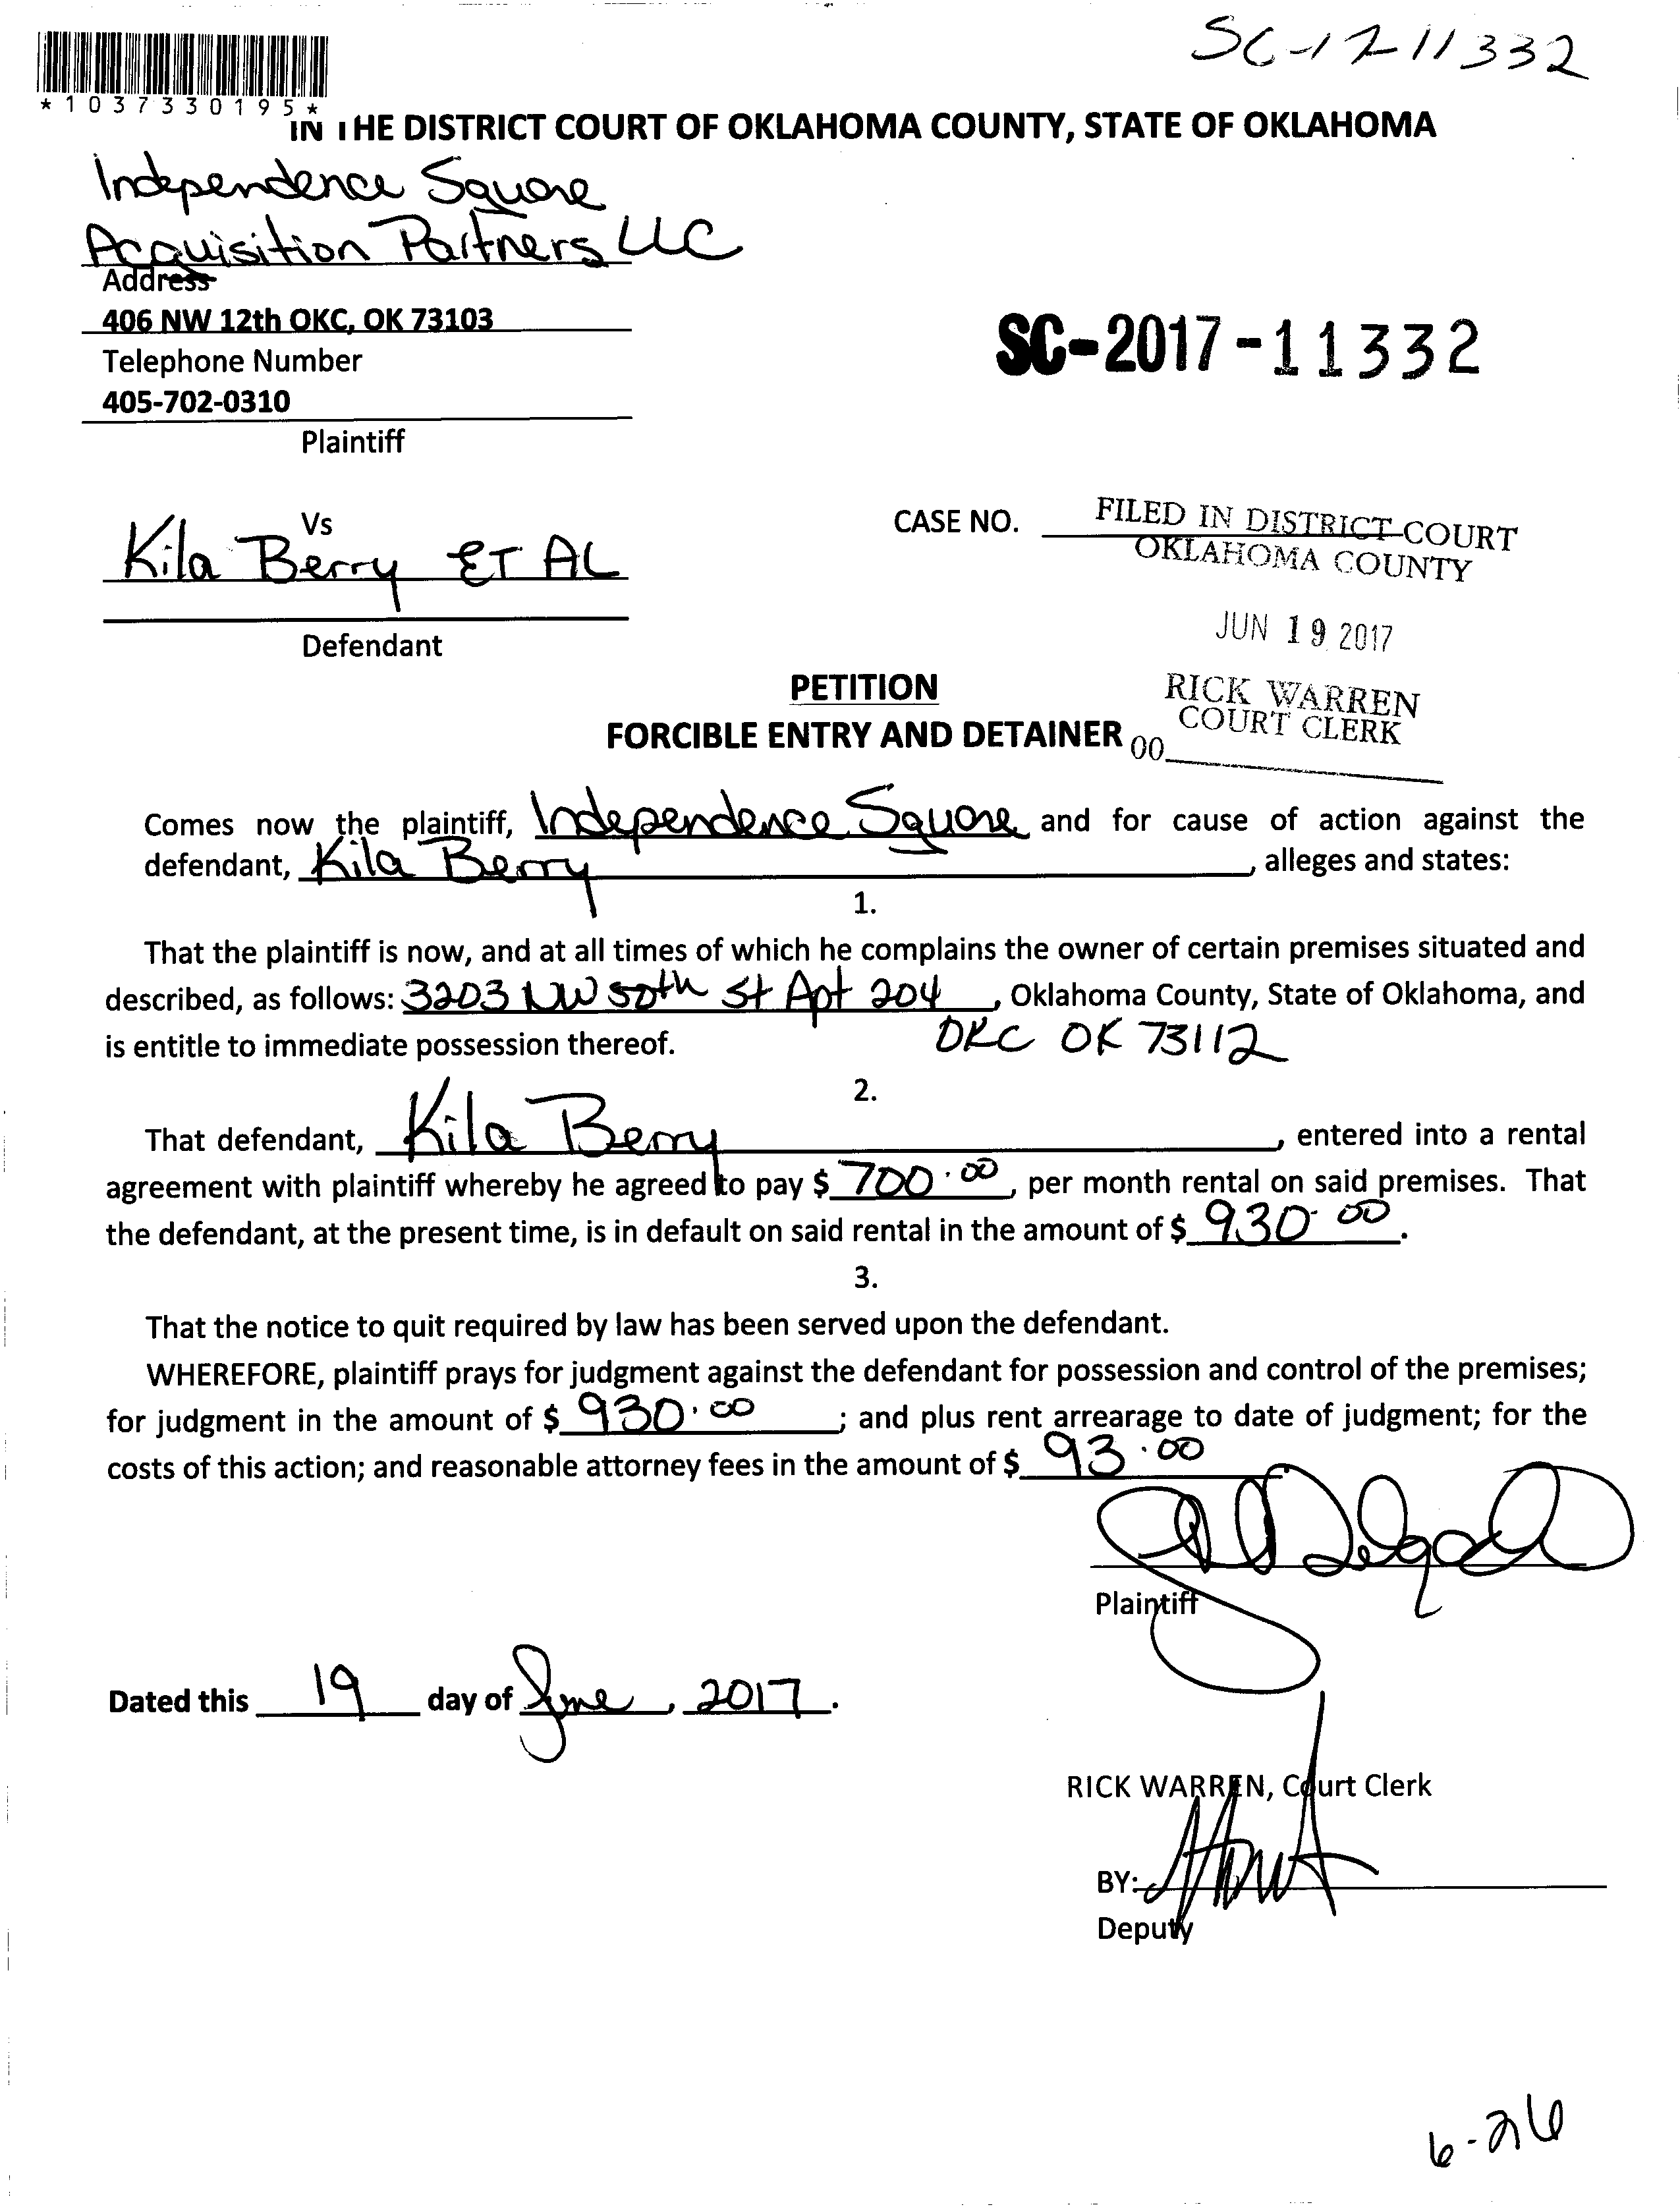 SC-17 11332
*1037330195*
IN THE DISTRICT COURT OF OKLAHOMA COUNTY, STATE OF OKLAHOMA
Independence Square
Acquisition Partners LLC
Address
406 NW 12th OKC, OK 73103
Telephone Number
405-702-0310
Plaintiff
SC-2017-11332
Vs
Kila Berry ET AL
Defendant
CASE NO.
FILED IN DISTRICT COURT
OKLAHOMA COUNTY
JUN 19 2017
RICK WARREN
COURT CLERK
00
PETITION
FORCIBLE ENTRY AND DETAINER
Comes now the plaintiff, Independence Square and for cause of action against the
defendant, Kila Berry, alleges and states:
1.
That the plaintiff is now, and at all times of which he complains the owner of certain premises situated and
described, as follows: 3203 NW 50th St Apt 204, Oklahoma County, State of Oklahoma, and
is entitle to immediate possession thereof. OKC OK 73112
2.
That defendant, Kila Berry, entered into a rental
agreement with plaintiff whereby he agreed to pay $ 700.00, per month rental on said premises. That
the defendant, at the present time, is in default on said rental in the amount of $ 930.00.
3.
That the notice to quit required by law has been served upon the defendant.
WHEREFORE, plaintiff prays for judgment against the defendant for possession and control of the premises;
for judgment in the amount of $ 930.00; and plus rent arrearage to date of judgment; for the
costs of this action; and reasonable attorney fees in the amount of $ 93.00
Plaintiff
Dated this 19 day of June, 2017.
RICK WARREN, Court Clerk
BY:
Deputy
6-26